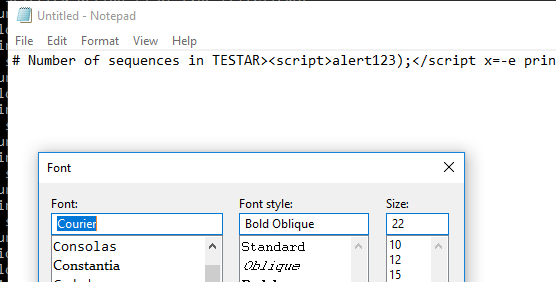 Untitled - Notepad
File Edit Format View Help
# Number of sequences in TESTAR><script>alert123);</script x=-e prin
Font
Font: Font style: Size:
Courier Bold Oblique 22
Consolas Standard 10
Constantia Oblique 12
15